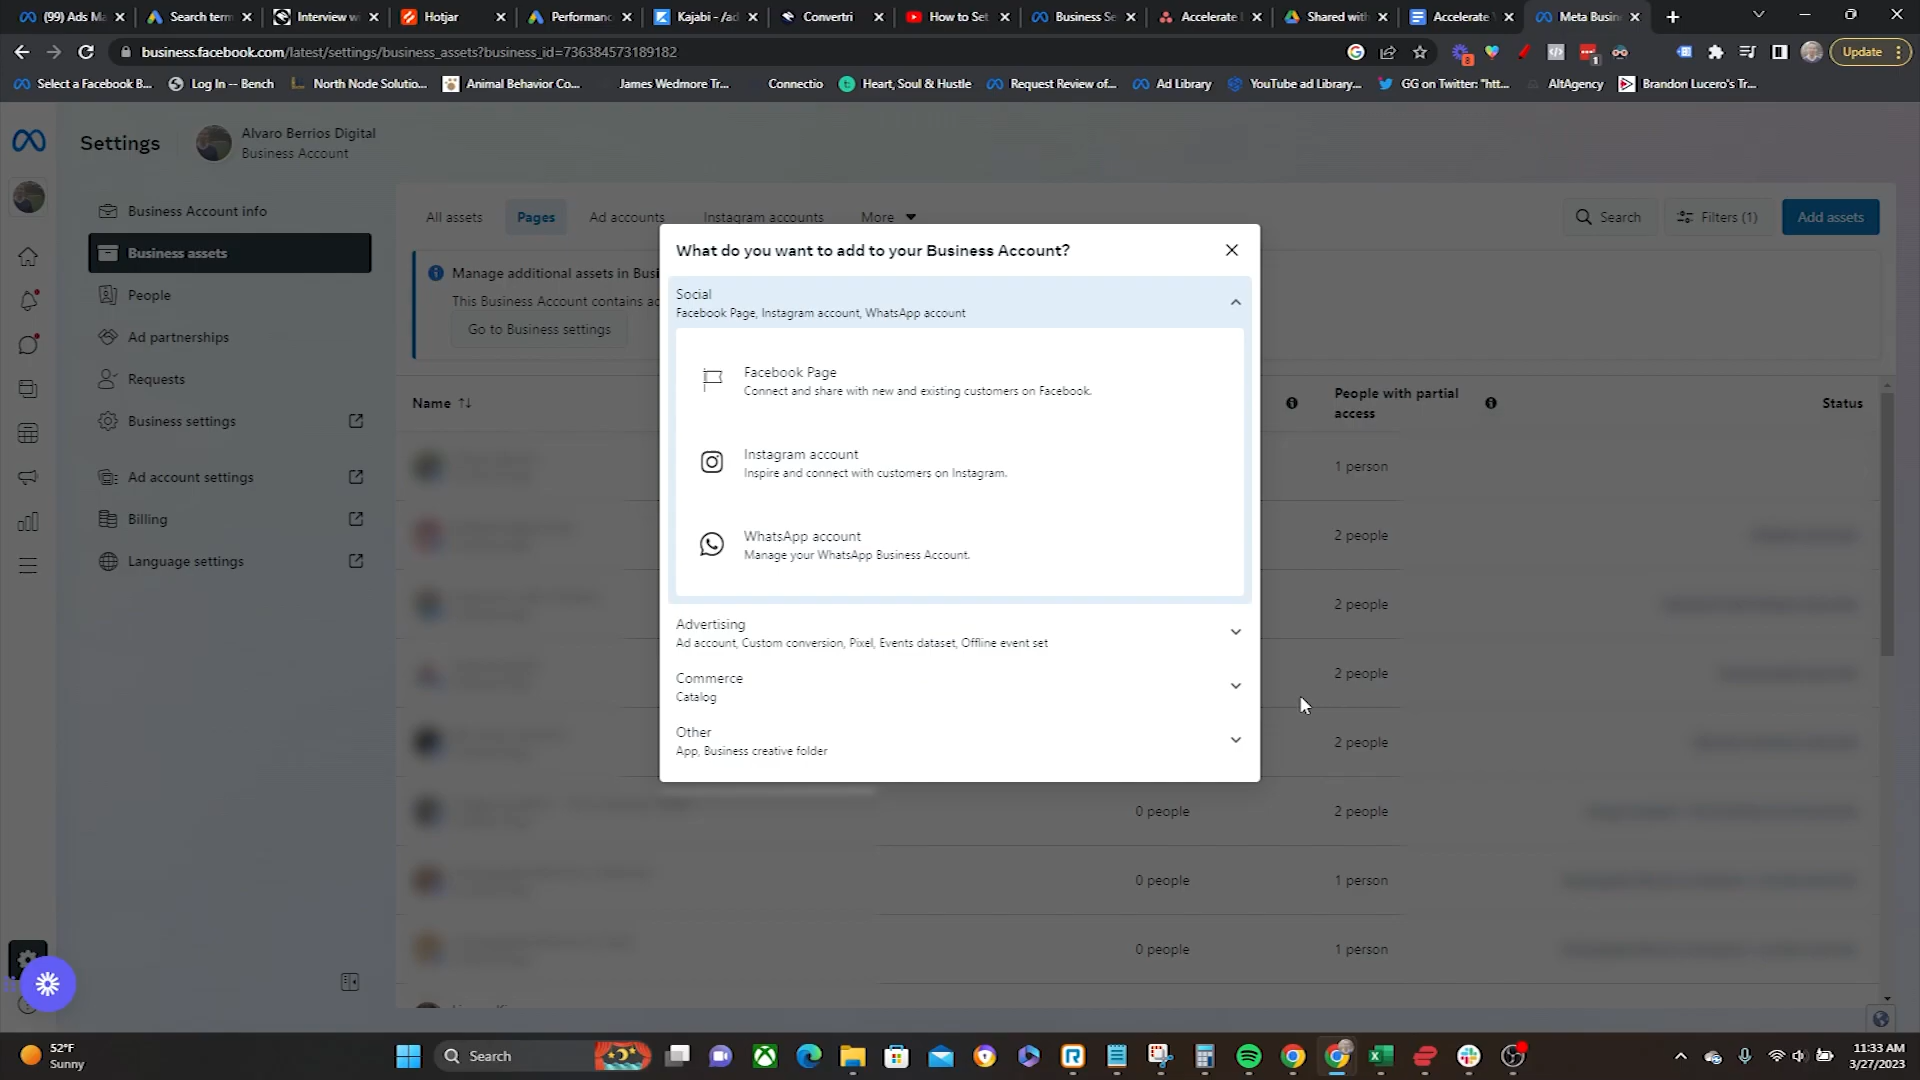 (99) Ads Ma
Search term
Interview wi
Hotjar
Performanc
Kajabi - /ad
Convertri
How to Set
Business Se
Accelerate
Shared with
Accelerate
Meta Busin
business.facebook.com/latest/settings/business_assets?business_id=736384573189182
8
1
Update
Select a Facebook B...
Log In — Bench
North Node Solutio...
Animal Behavior Co...
James Wedmore Tr...
Connectio
Heart, Soul & Hustle
Request Review of...
Ad Library
YouTube ad Library...
GG on Twitter: "htt...
AltAgency
Brandon Lucero's Tr...
Settings
Alvaro Berrios Digital
Business Account
Business Account info
Business assets
People
Ad partnerships
Requests
Business settings
Ad account settings
Billing
Language settings
All assets
Pages
Ad accounts
Instagram accounts
More
Search
Filters (1)
Add assets
Manage additional assets in Busi
This Business Account contains ad
Go to Business settings
Name
People with partial
access
Status
1 person
2 people
2 people
2 people
2 people
0 people
2 people
0 people
1 person
0 people
1 person
What do you want to add to your Business Account?
Social
Facebook Page, Instagram account, WhatsApp account
Facebook Page
Connect and share with new and existing customers on Facebook.
Instagram account
Inspire and connect with customers on Instagram.
WhatsApp account
Manage your WhatsApp Business Account.
Advertising
Ad account, Custom conversion, Pixel, Events dataset, Offline event set
Commerce
Catalog
Other
App, Business creative folder
52°F
Sunny
Search
11:33 AM
3/27/2023